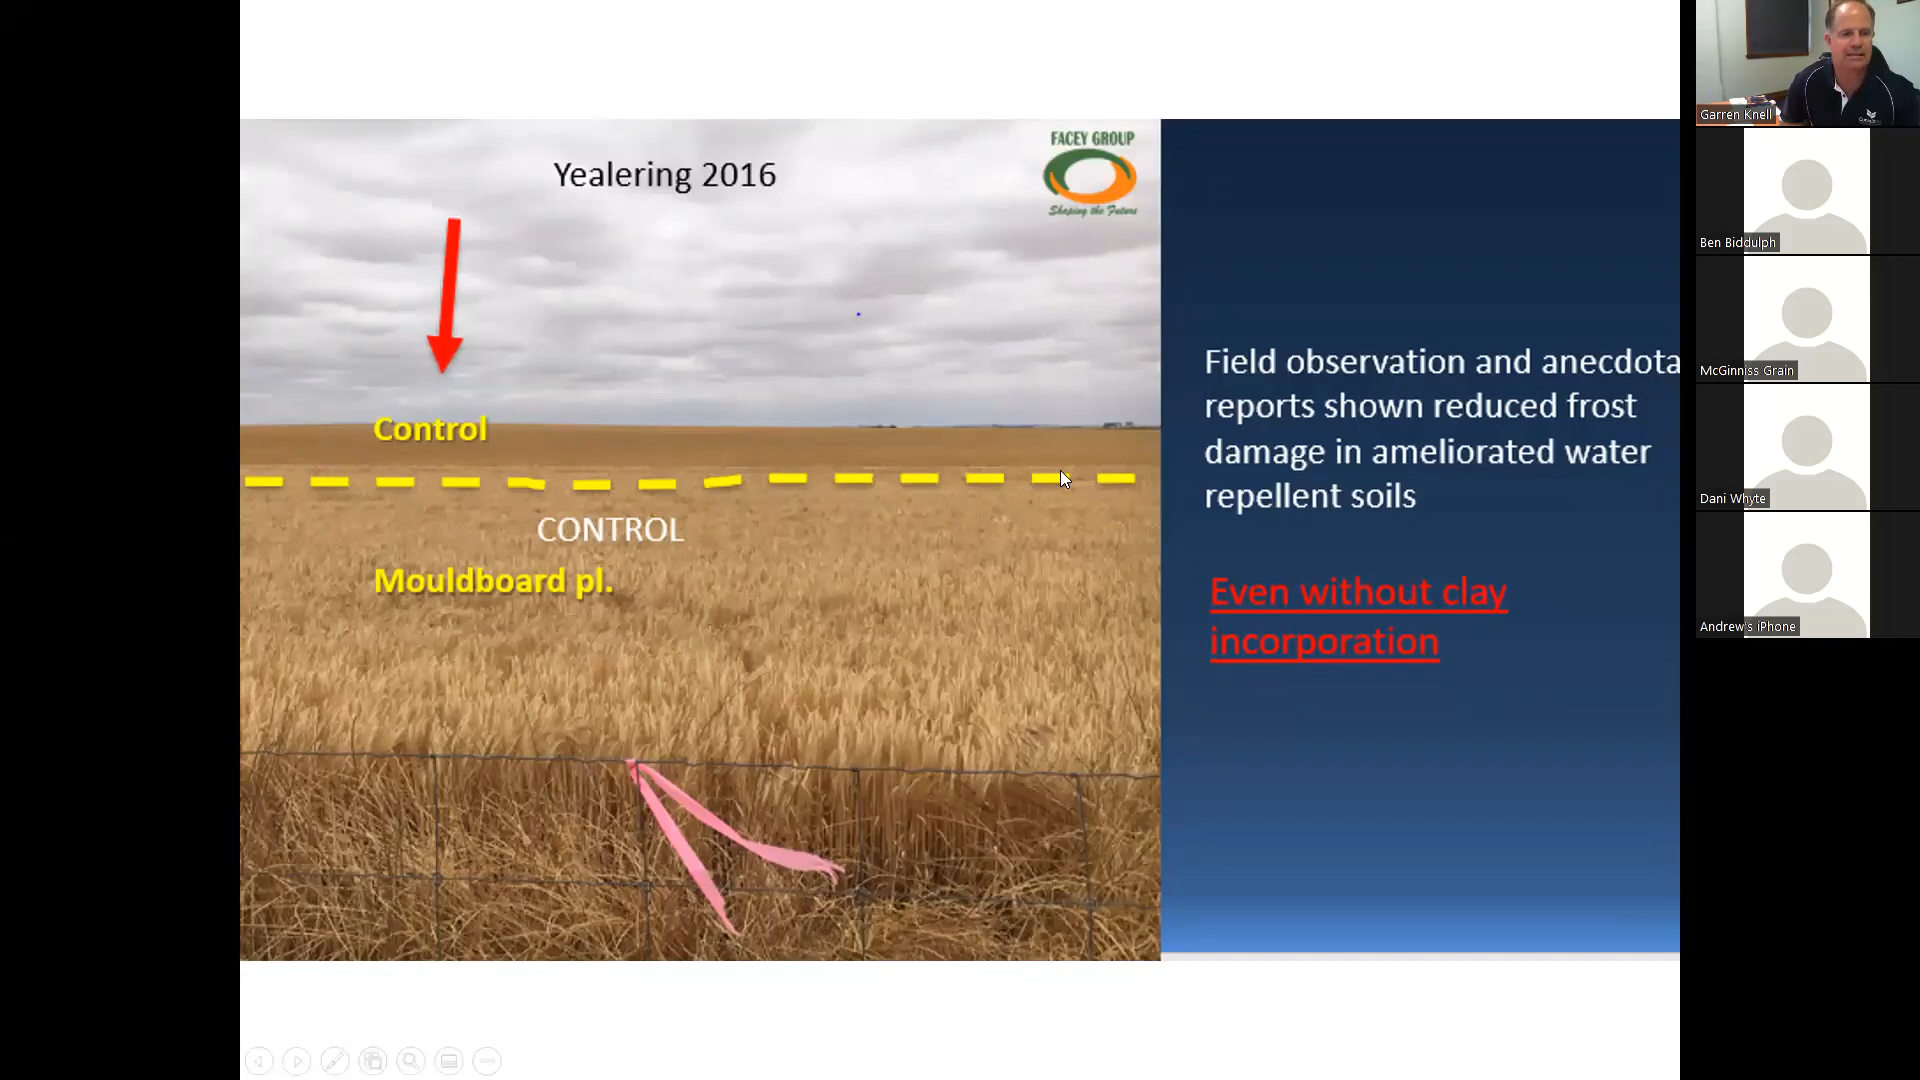 Yealering 2016
FACEY GROUP
Shaping the Future
Control
CONTROL
Mouldboard pl.
Field observation and anecdota
reports shown reduced frost
damage in ameliorated water
repellent soils
Even without clay
incorporation
Garren Knell
Ben Biddulph
McGinniss Grain
Dani Whyte
Andrew's iPhone